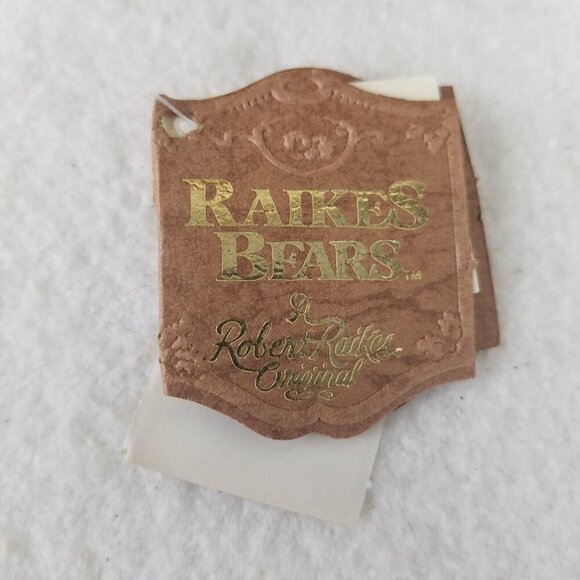 RAIKES
BEARS™
A
Robert Raikes
Original